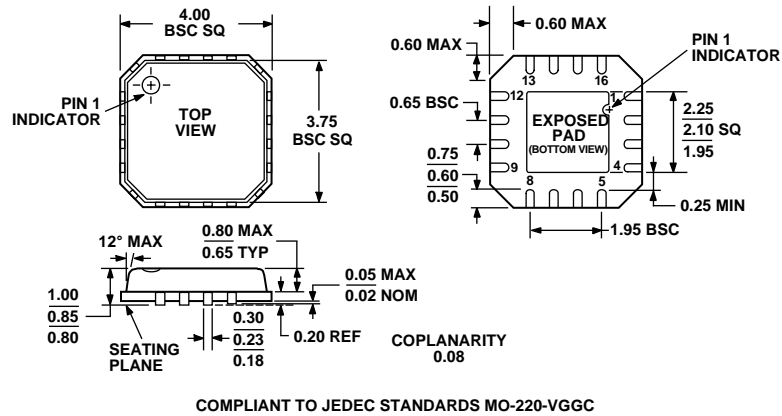 4.00
BSC SQ
0.60 MAX
0.60 MAX
PIN 1
INDICATOR
13
16
PIN 1
INDICATOR
TOP
VIEW
3.75
BSC SQ
0.65 BSC
12
1
EXPOSED
PAD
(BOTTOM VIEW)
2.25
2.10 SQ
1.95
0.75
0.60
0.50
9
8
5
4
0.25 MIN
1.95 BSC
12° MAX
0.80 MAX
0.65 TYP
0.05 MAX
0.02 NOM
1.00
0.85
0.80
SEATING
PLANE
0.30
0.23
0.18
0.20 REF
COPLANARITY
0.08
COMPLIANT TO JEDEC STANDARDS MO-220-VGGC